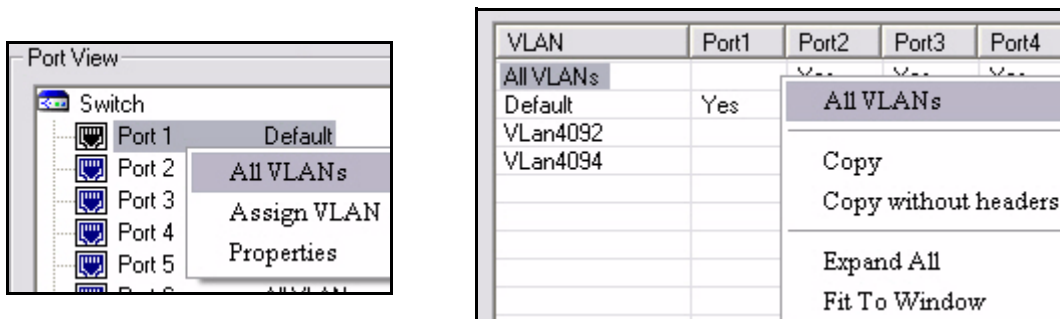 Port View
Switch
Port 1 Default
Port 2
Port 3
Port 4
Port 5
All VLANs
Assign VLAN
Properties
VLAN Port1 Port2 Port3 Port4
All VLANs
Default Yes
VLan4092
VLan4094
All VLANs
Copy
Copy without headers
Expand All
Fit To Window